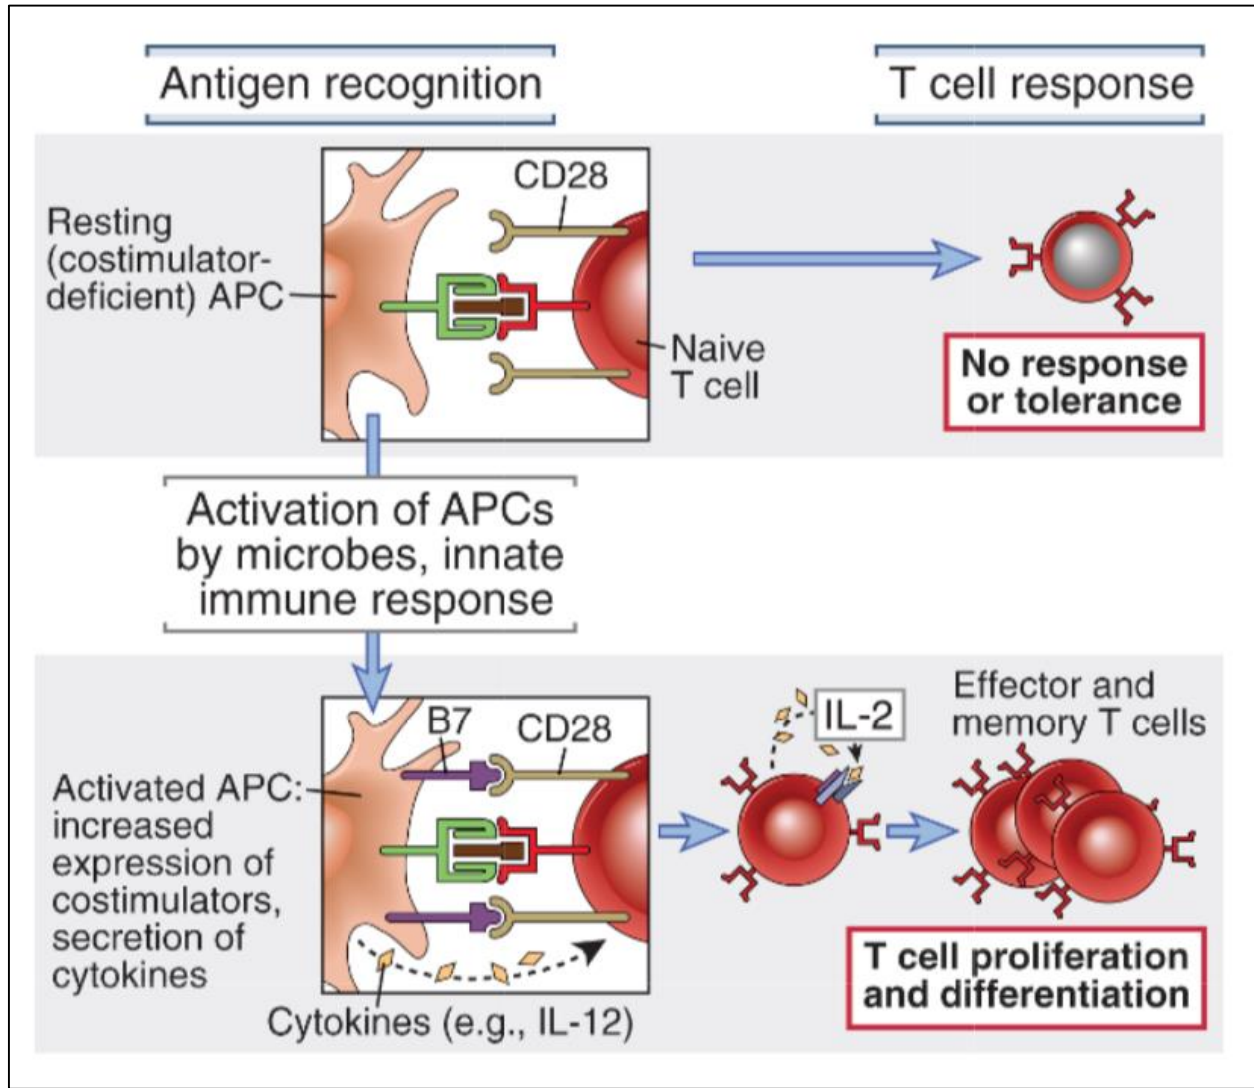 Antigen recognition
T cell response
Resting
(costimulator-
deficient) APC
CD28
Naive
T cell
No response
or tolerance
Activation of APCs
by microbes, innate
immune response
Activated APC:
increased
expression of
costimulators,
secretion of
cytokines
B7
CD28
Cytokines (e.g., IL-12)
IL-2
Effector and
memory T cells
T cell proliferation
and differentiation